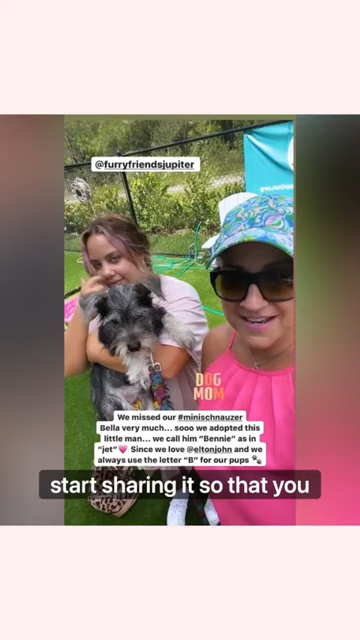 @furryfriendsjupiter
DOG
MOM
We missed our #minischnauzer
Bella very much... sooo we adopted this
little man... we call him “Bennie” as in
“jet”💗 Since we love @eltonjohn and we
always use the letter “B” for our pups 🐾
start sharing it so that you